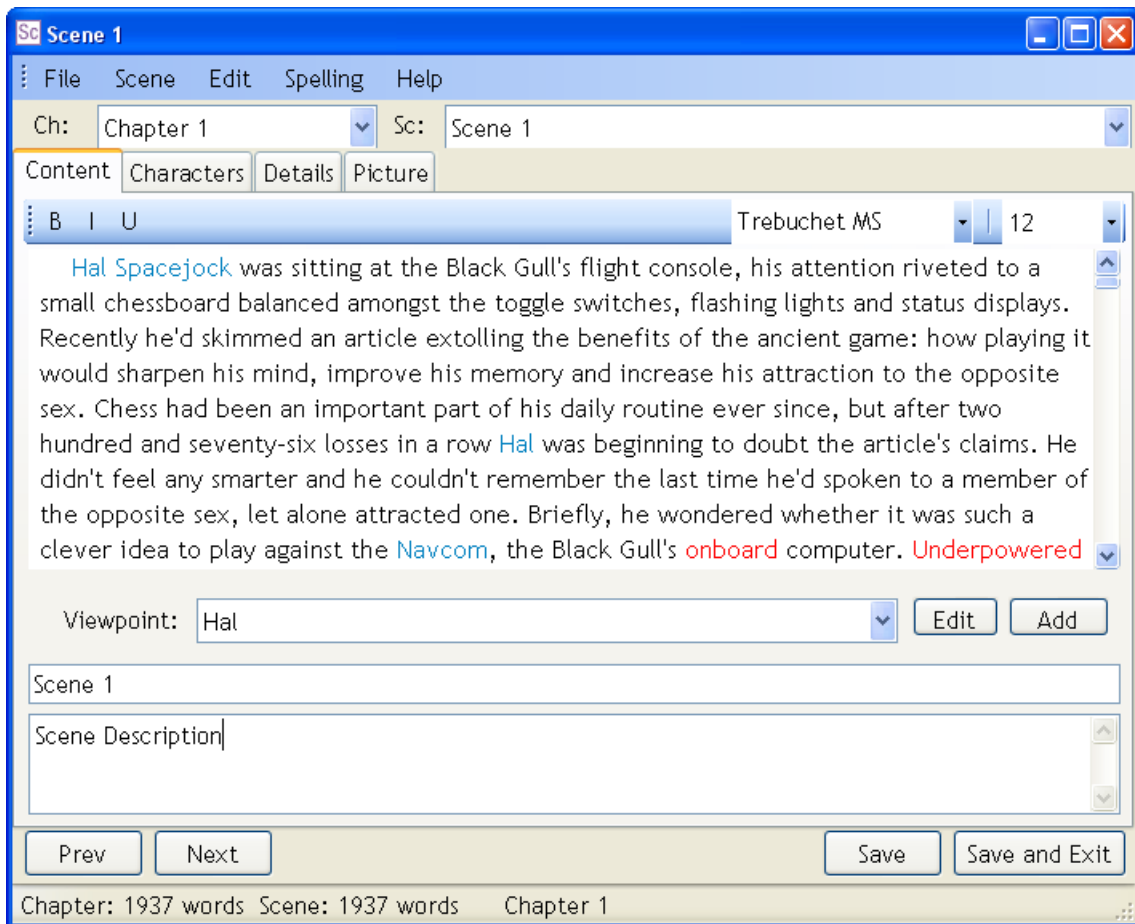 Sc Scene 1
File Scene Edit Spelling Help
Ch: Chapter 1 Sc: Scene 1
Content Characters Details Picture
B I U Trebuchet MS 12
Hal Spacejock was sitting at the Black Gull's flight console, his attention riveted to a
small chessboard balanced amongst the toggle switches, flashing lights and status displays.
Recently he'd skimmed an article extolling the benefits of the ancient game: how playing it
would sharpen his mind, improve his memory and increase his attraction to the opposite
sex. Chess had been an important part of his daily routine ever since, but after two
hundred and seventy-six losses in a row Hal was beginning to doubt the article's claims. He
didn't feel any smarter and he couldn't remember the last time he'd spoken to a member of
the opposite sex, let alone attracted one. Briefly, he wondered whether it was such a
clever idea to play against the Navcom, the Black Gull's onboard computer. Underpowered
Viewpoint: Hal Edit Add
Scene 1
Scene Description
Prev Next Save Save and Exit
Chapter: 1937 words Scene: 1937 words Chapter 1